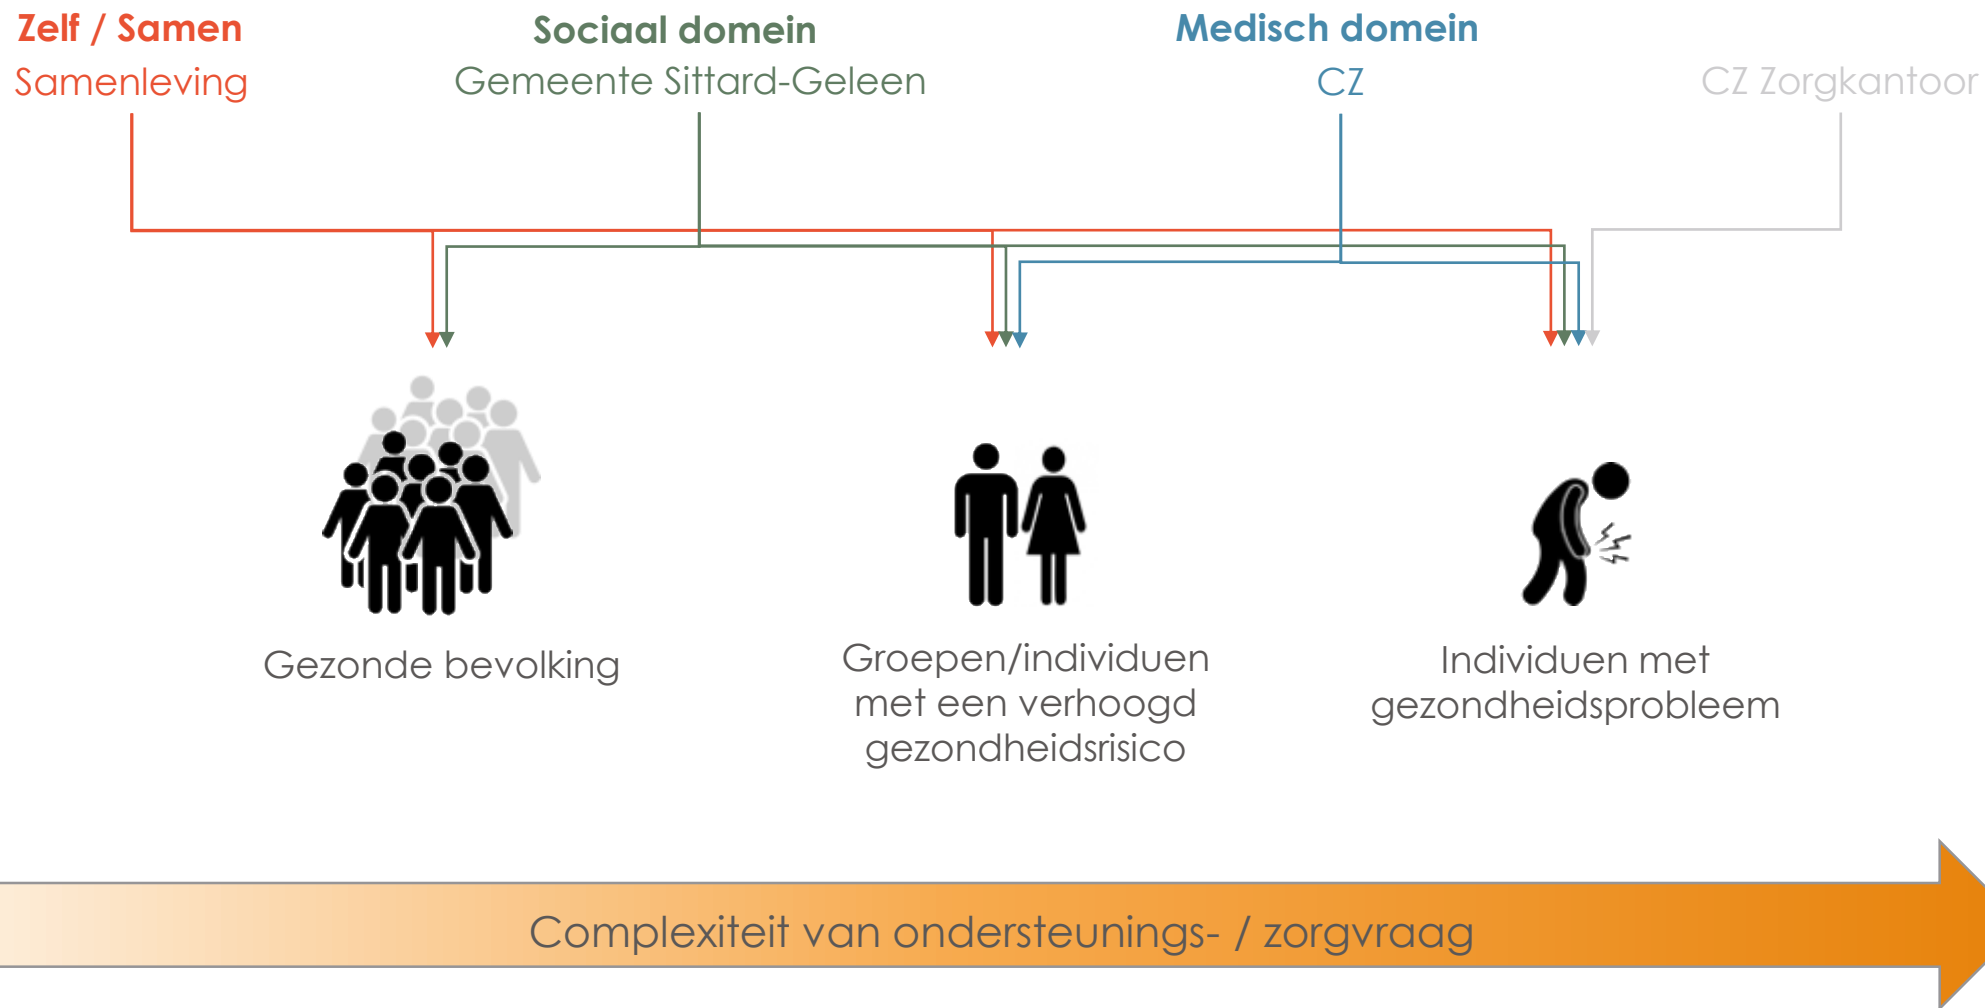 Zelf / Samen
Samenleving
Sociaal domein
Gemeente Sittard-Geleen
Medisch domein
CZ
CZ Zorgkantoor
Gezonde bevolking
Groepen/individuen
met een verhoogd
gezondheidsrisico
Individuen met
gezondheidsprobleem
Complexiteit van ondersteunings- / zorgvraag